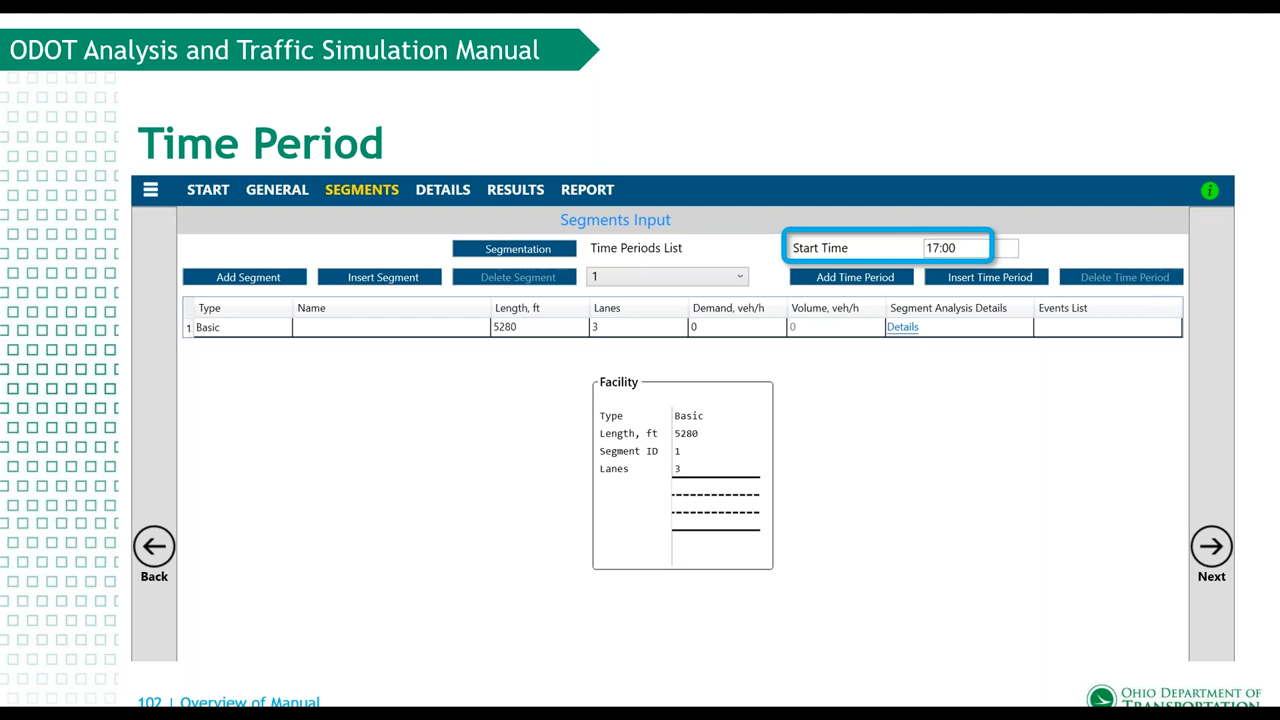 ODOT Analysis and Traffic Simulation Manual
Time Period
START GENERAL SEGMENTS DETAILS RESULTS REPORT
i
Segments Input
Segmentation Time Periods List Start Time 17:00
Add Segment Insert Segment Delete Segment 1 Add Time Period Insert Time Period Delete Time Period
Type Name Length, ft Lanes Demand, veh/h Volume, veh/h Segment Analysis Details Events List
1 Basic 5280 3 0 0 Details
Facility
Type Basic
Length, ft 5280
Segment ID 1
Lanes 3
Back Next
102 | Overview of Manual
OHIO DEPARTMENT OF
TRANSPORTATION